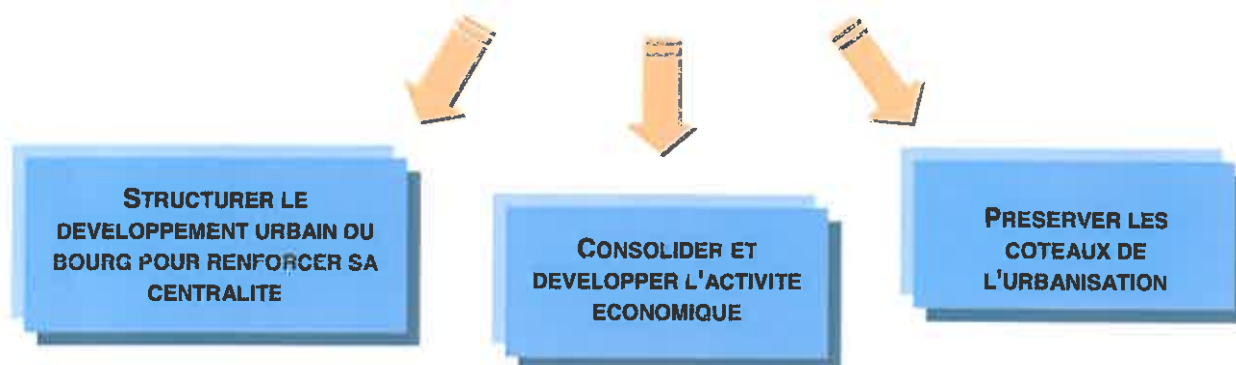 STRUCTURER LE
DEVELOPPEMENT URBAIN DU
BOURG POUR RENFORCER SA
CENTRALITE
CONSOLIDER ET
DEVELOPPER L'ACTIVITE
ECONOMIQUE
PRESERVER LES
COTEAUX DE
L'URBANISATION